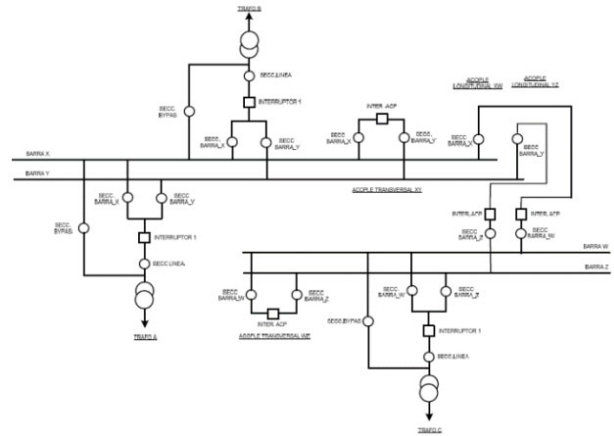 TRAFO B
SECC.LINEA
SECC.
BYPAS
INTERRUPTOR 1
SECC.
BARRA_X
SECC
BARRA_Y
INTER. ACP
SECC
BARRA_X
SECC.
BARRA_Y
ACOPLE
LONGITUDINAL XW
ACOPLE
LONGITUDINAL YZ
SECC
BARRA_X
SECC
BARRA_Y
BARRA X
BARRA Y
ACOPLE TRANSVERSAL XY
SECC
BARRA_X
SECC
BARRA_Y
SECC.
BYPAS
INTERRUPTOR 1
SECC.LINEA
TRAFO A
INTER. ACP
INTER. ACP
SECC
BARRA_Z
SECC
BARRA_W
BARRA W
BARRA Z
SECC
BARRA_W
SECC
BARRA_Z
INTER. ACP
ACOPLE TRANSVERSAL WZ
SECC.BYPAS
SECC.
BARRA_W
SECC
BARRA_Z
INTERRUPTOR 1
SECC.LINEA
TRAFO C